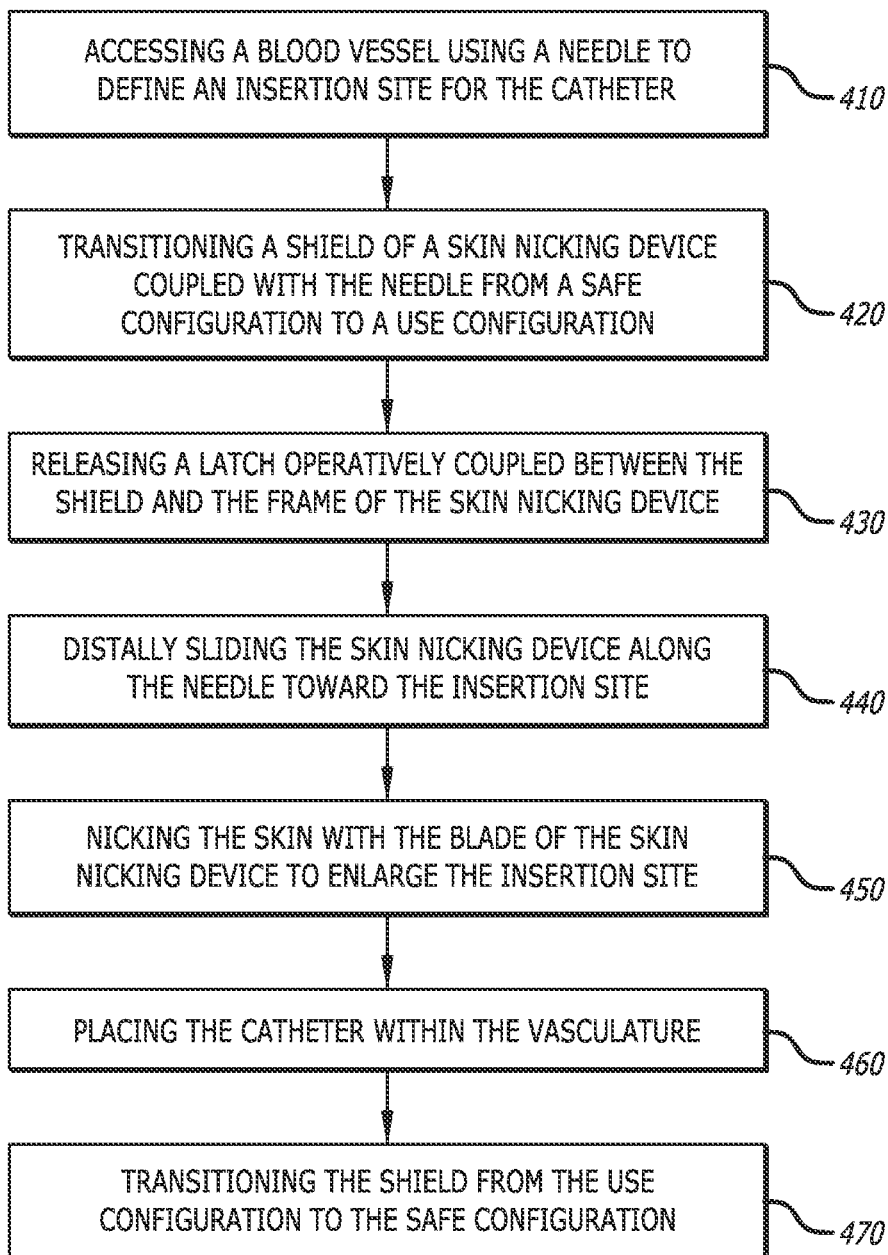 ACCESSING A BLOOD VESSEL USING A NEEDLE TO
DEFINE AN INSERTION SITE FOR THE CATHETER
410
TRANSITIONING A SHIELD OF A SKIN NICKING DEVICE
COUPLED WITH THE NEEDLE FROM A SAFE
CONFIGURATION TO A USE CONFIGURATION
420
RELEASING A LATCH OPERATIVELY COUPLED BETWEEN THE
SHIELD AND THE FRAME OF THE SKIN NICKING DEVICE
430
DISTALLY SLIDING THE SKIN NICKING DEVICE ALONG
THE NEEDLE TOWARD THE INSERTION SITE
440
NICKING THE SKIN WITH THE BLADE OF THE SKIN
NICKING DEVICE TO ENLARGE THE INSERTION SITE
450
PLACING THE CATHETER WITHIN THE VASCULATURE
460
TRANSITIONING THE SHIELD FROM THE USE
CONFIGURATION TO THE SAFE CONFIGURATION
470